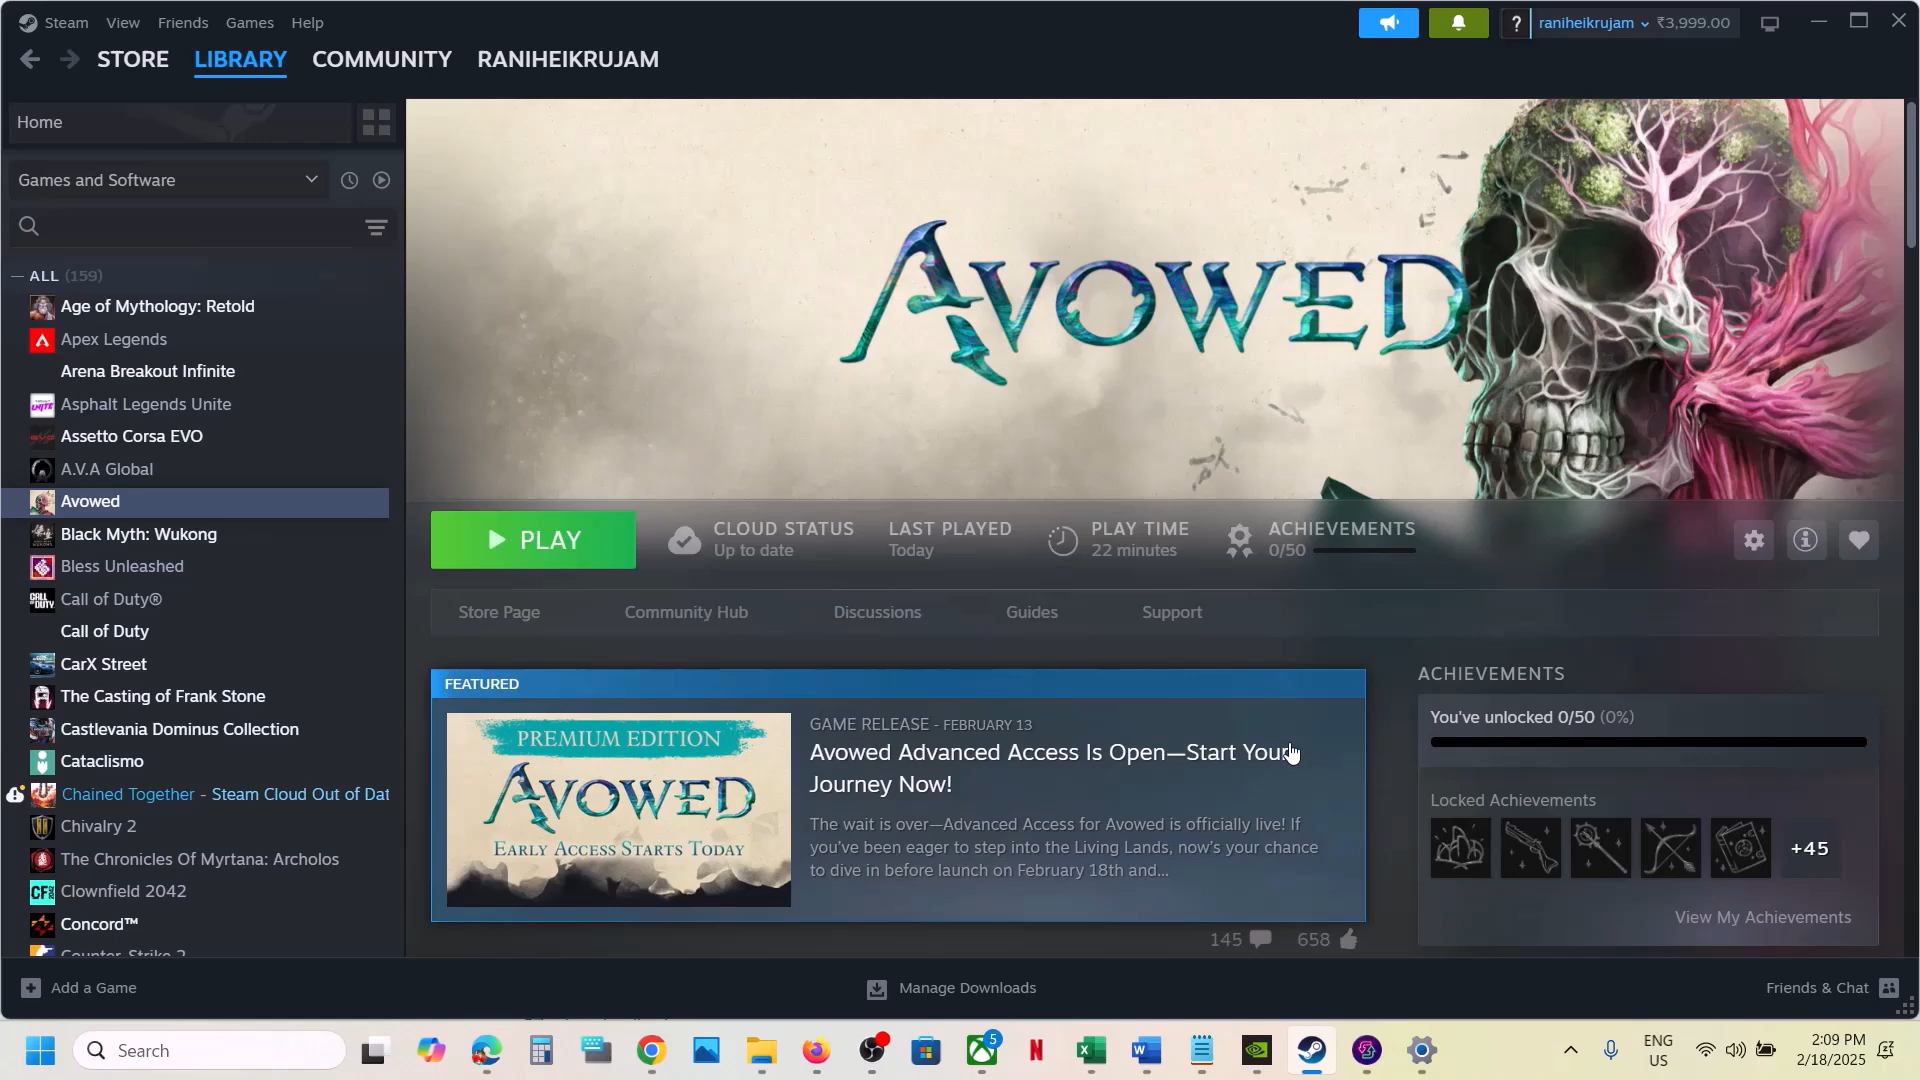 Steam View Friends Games Help
? raniheikrujam ₹3,999.00
STORE LIBRARY COMMUNITY RANIHEIKRUJAM
Home
Games and Software
ALL (159)
Age of Mythology: Retold
Apex Legends
Arena Breakout Infinite
Asphalt Legends Unite
Assetto Corsa EVO
A.V.A Global
Avowed
Black Myth: Wukong
Bless Unleashed
Call of Duty®
Call of Duty
CarX Street
The Casting of Frank Stone
Castlevania Dominus Collection
Cataclismo
Chained Together - Steam Cloud Out of Dat
Chivalry 2
The Chronicles Of Myrtana: Archolos
Clownfield 2042
Concord™
Counter-Strike 2
AVOWED
PLAY
CLOUD STATUS
Up to date
LAST PLAYED
Today
PLAY TIME
22 minutes
ACHIEVEMENTS
0/50
Store Page Community Hub Discussions Guides Support
FEATURED
PREMIUM EDITION
AVOWED
EARLY ACCESS STARTS TODAY
GAME RELEASE - FEBRUARY 13
Avowed Advanced Access Is Open—Start Your
Journey Now!
The wait is over—Advanced Access for Avowed is officially live! If
you've been eager to step into the Living Lands, now's your chance
to dive in before launch on February 18th and...
145 658
ACHIEVEMENTS
You've unlocked 0/50 (0%)
Locked Achievements
+45
View My Achievements
Add a Game
Manage Downloads
Friends & Chat
Search
5
ENG
US
2:09 PM
2/18/2025